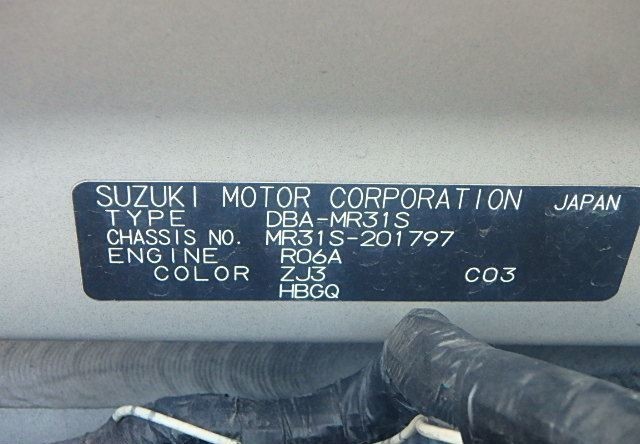 SUZUKI MOTOR CORPORATION JAPAN
TYPE DBA-MR31S
CHASSIS NO. MR31S-201797
ENGINE R06A
COLOR ZJ3 C03
HBGQ